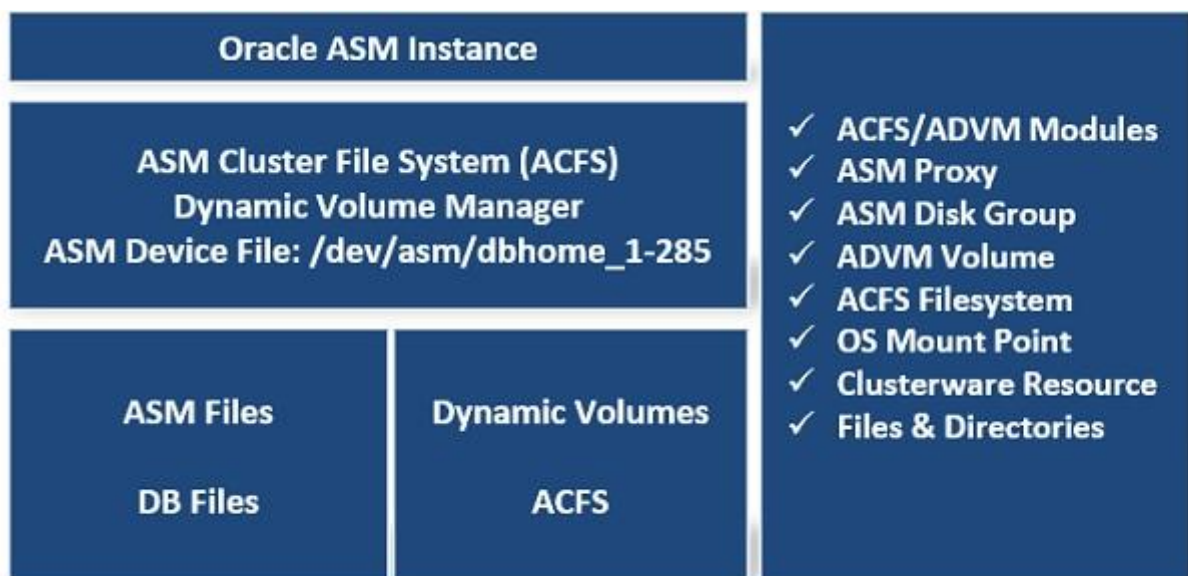 Oracle ASM Instance
ASM Cluster File System (ACFS)
Dynamic Volume Manager
ASM Device File: /dev/asm/dbhome_1-285
ASM Files
DB Files
Dynamic Volumes
ACFS
✓ ACFS/ADVM Modules
✓ ASM Proxy
✓ ASM Disk Group
✓ ADVM Volume
✓ ACFS Filesystem
✓ OS Mount Point
✓ Clusterware Resource
✓ Files & Directories